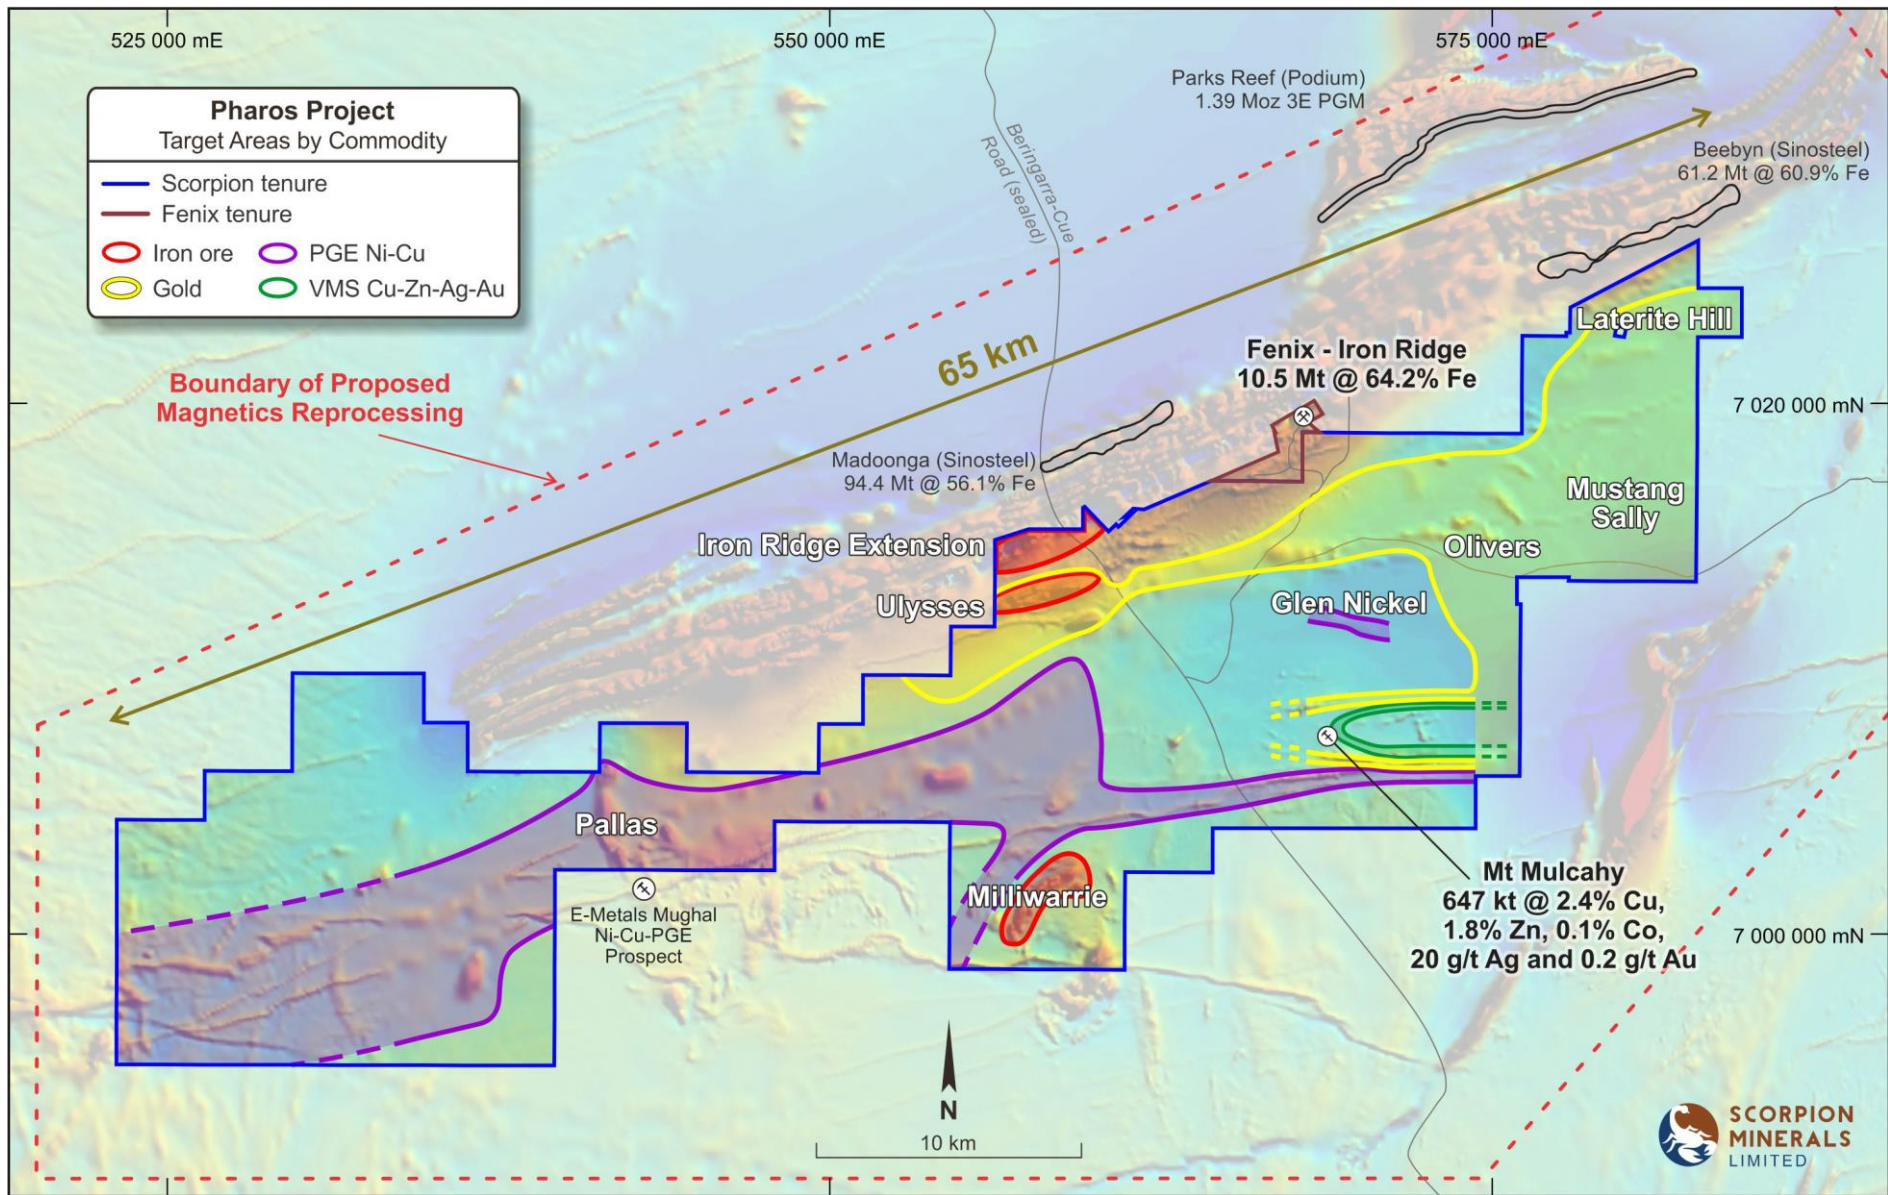 525 000 mE
550 000 mE
575 000 mE
Pharos Project
Target Areas by Commodity
Scorpion tenure
Fenix tenure
Iron ore
PGE Ni-Cu
Gold
VMS Cu-Zn-Ag-Au
Parks Reef (Podium)
1.39 Moz 3E PGM
Beringarra-Cue
Road (sealed)
Beebyn (Sinosteel)
61.2 Mt @ 60.9% Fe
Laterite Hill
65 km
Fenix - Iron Ridge
10.5 Mt @ 64.2% Fe
Boundary of Proposed
Magnetics Reprocessing
7 020 000 mN
Madoonga (Sinosteel)
94.4 Mt @ 56.1% Fe
Mustang
Sally
Iron Ridge Extension
Olivers
Ulysses
Glen Nickel
Pallas
Mt Mulcahy
647 kt @ 2.4% Cu,
1.8% Zn, 0.1% Co,
20 g/t Ag and 0.2 g/t Au
Milliwarrie
E-Metals Mughal
Ni-Cu-PGE
Prospect
7 000 000 mN
N
10 km
SCORPION
MINERALS
LIMITED